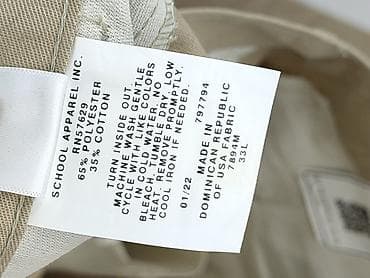 SCHOOL APPAREL INC.
RN57629
65% POLYESTER
35% COTTON
TURN INSIDE OUT.
MACHINE WASH GENTLE
CYCLE WITH LIKE COLORS
IN COLD WATER, NO
BLEACH, TUMBLE DRY, LOW
HEAT. REMOVE PROMPTLY.
COOL IRON IF NEEDED.
01/22 797794
MADE IN
DOMINICAN REPUBLIC
OF USA FABRIC
7894M
33L